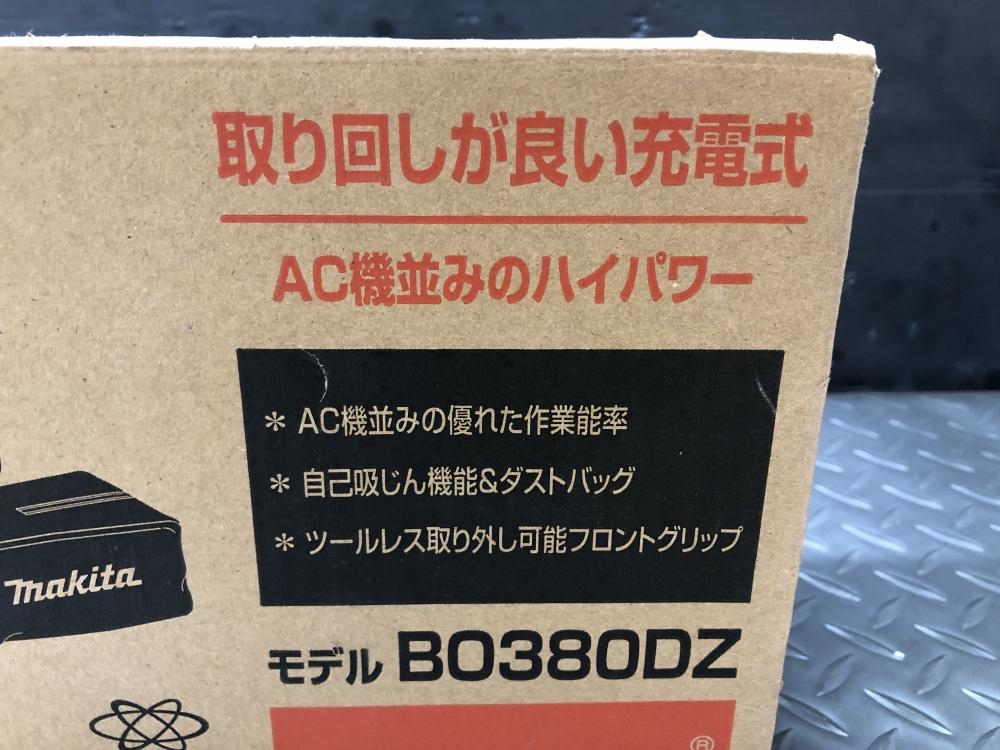 取り回しが良い充電式
AC機並みのハイパワー
＊ AC機並みの優れた作業能率
＊ 自己吸じん機能&ダストバッグ
＊ ツールレス取り外し可能フロントグリップ
makita
モデル BO380DZ
®